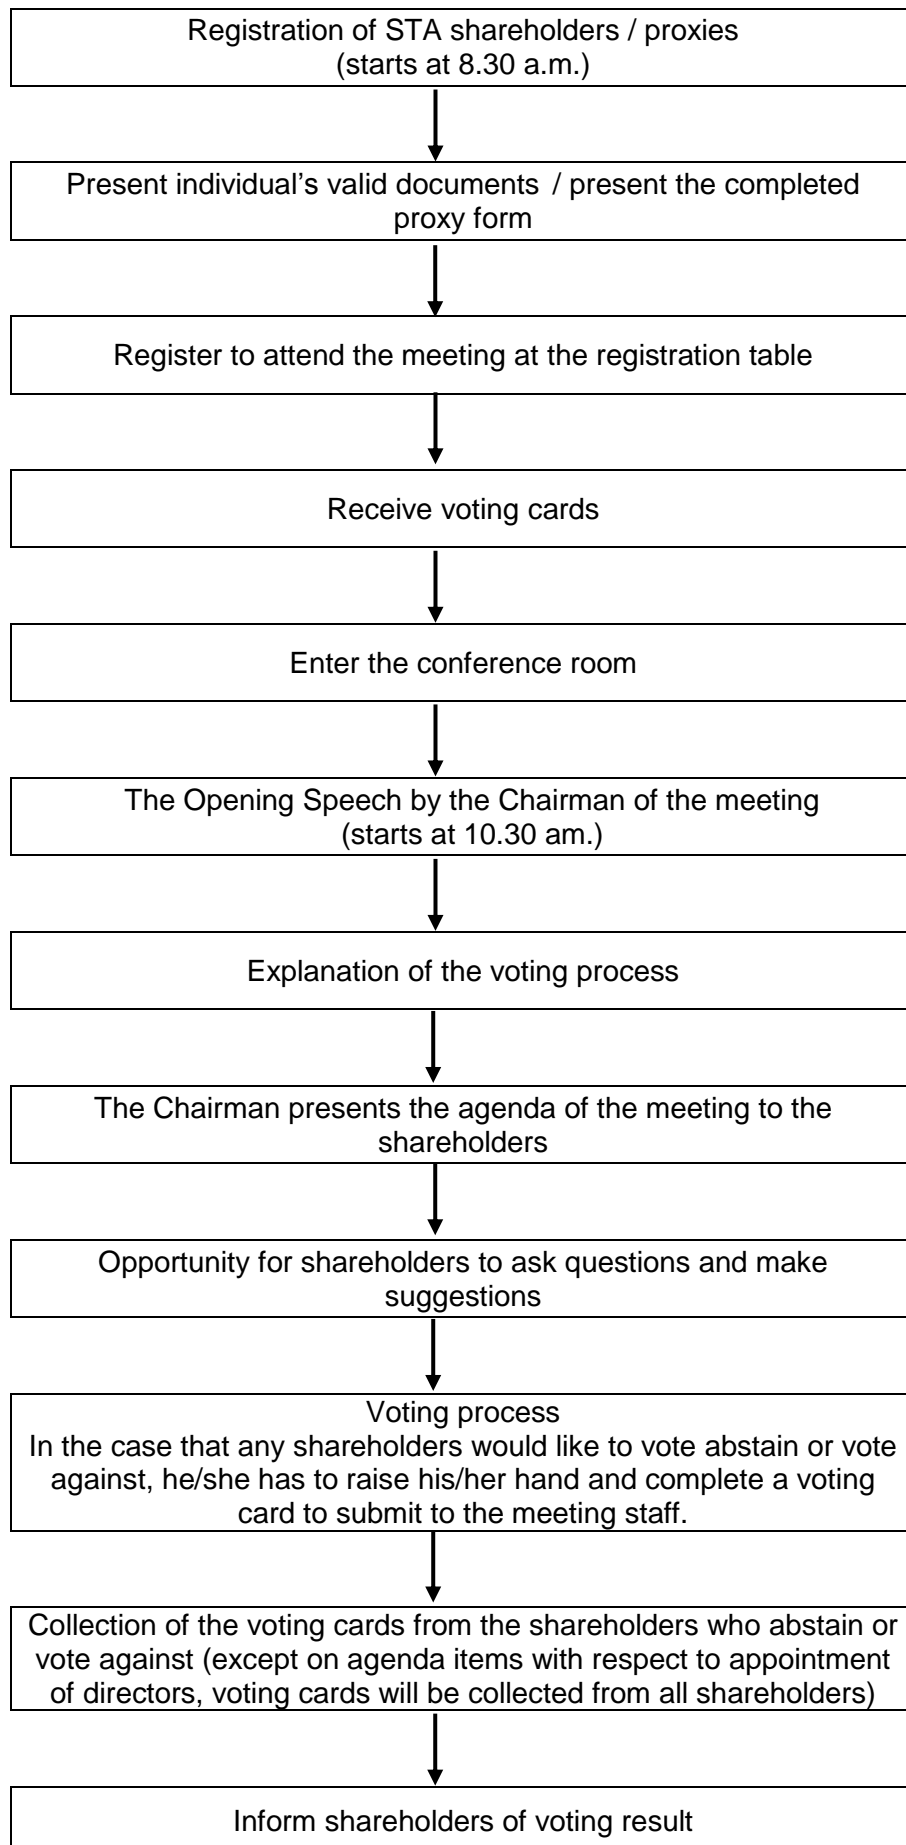 Registration of STA shareholders / proxies
(starts at 8.30 a.m.)
Present individual's valid documents / present the completed
proxy form
Register to attend the meeting at the registration table
Receive voting cards
Enter the conference room
The Opening Speech by the Chairman of the meeting
(starts at 10.30 am.)
Explanation of the voting process
The Chairman presents the agenda of the meeting to the
shareholders
Opportunity for shareholders to ask questions and make
suggestions
Voting process
In the case that any shareholders would like to vote abstain or vote
against, he/she has to raise his/her hand and complete a voting
card to submit to the meeting staff.
Collection of the voting cards from the shareholders who abstain or
vote against (except on agenda items with respect to appointment
of directors, voting cards will be collected from all shareholders)
Inform shareholders of voting result